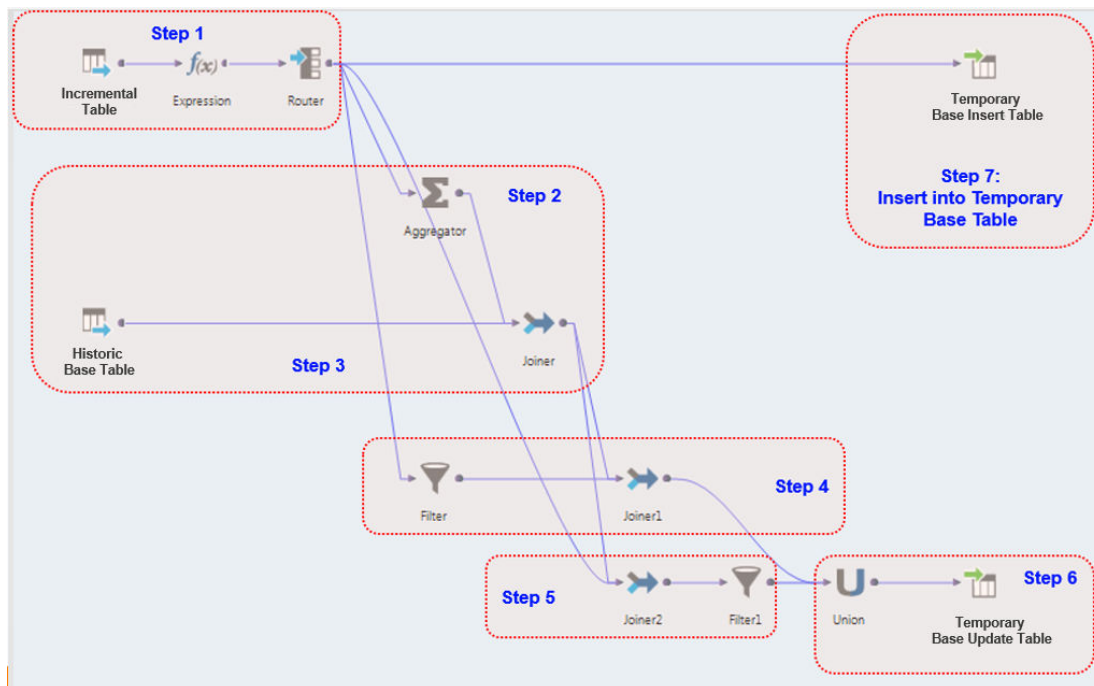 Step 1
Incremental
Table
f(x)
Expression
Router
Temporary
Base Insert Table
Step 7:
Insert into Temporary
Base Table
Step 2
Σ
Aggregator
Historic
Base Table
Step 3
Joiner
Filter
Joiner1
Step 4
Step 5
Joiner2
Filter1
U
Union
Temporary
Base Update Table
Step 6